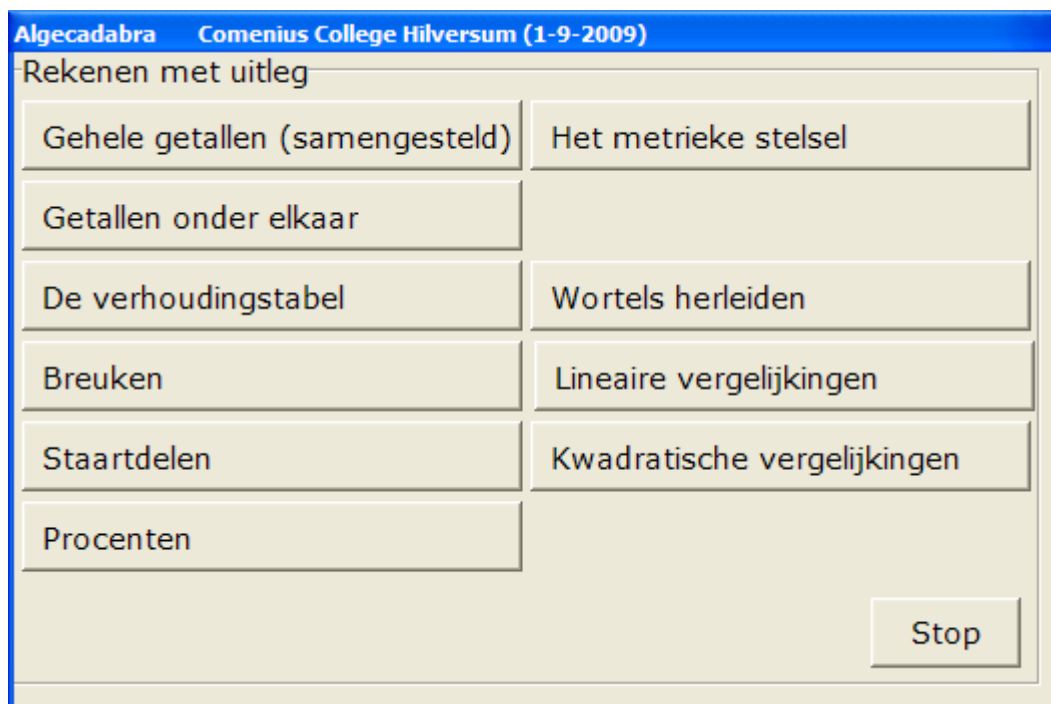 Algecadabra Comenius College Hilversum (1-9-2009)
Rekenen met uitleg
Gehele getallen (samengesteld)
Het metrieke stelsel
Getallen onder elkaar
De verhoudingstabel
Wortels herleiden
Breuken
Lineaire vergelijkingen
Staartdelen
Kwadratische vergelijkingen
Procenten
Stop